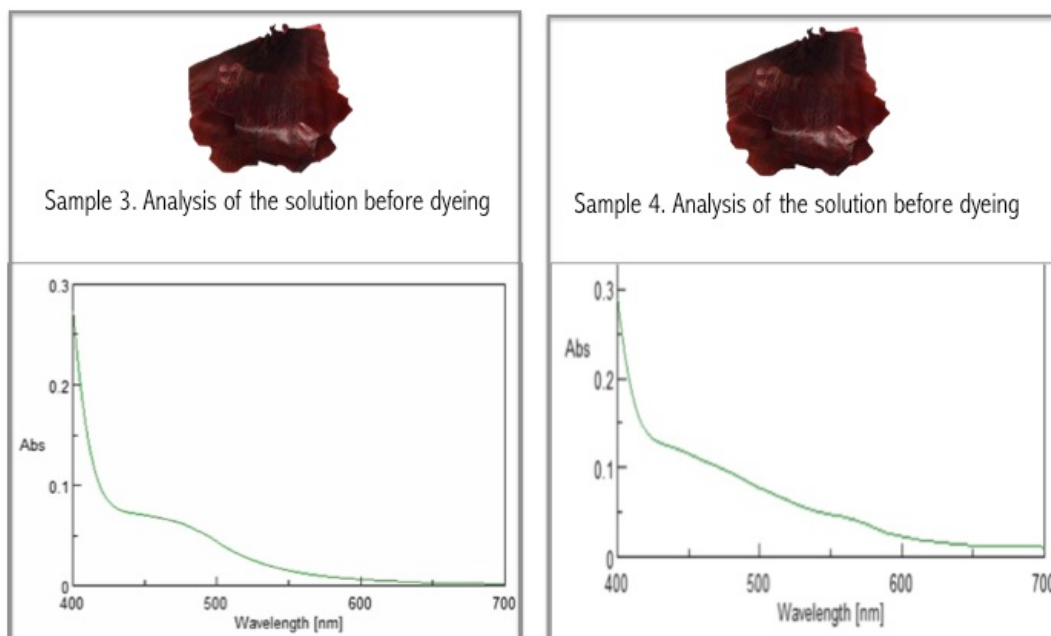 Sample 3. Analysis of the solution before dyeing
Sample 4. Analysis of the solution before dyeing
0.3
0.2
Abs
0.1
0
400
500
600
700
Wavelength [nm]
0.3
Abs
0.2
0.1
0
400
500
600
700
Wavelength [nm]